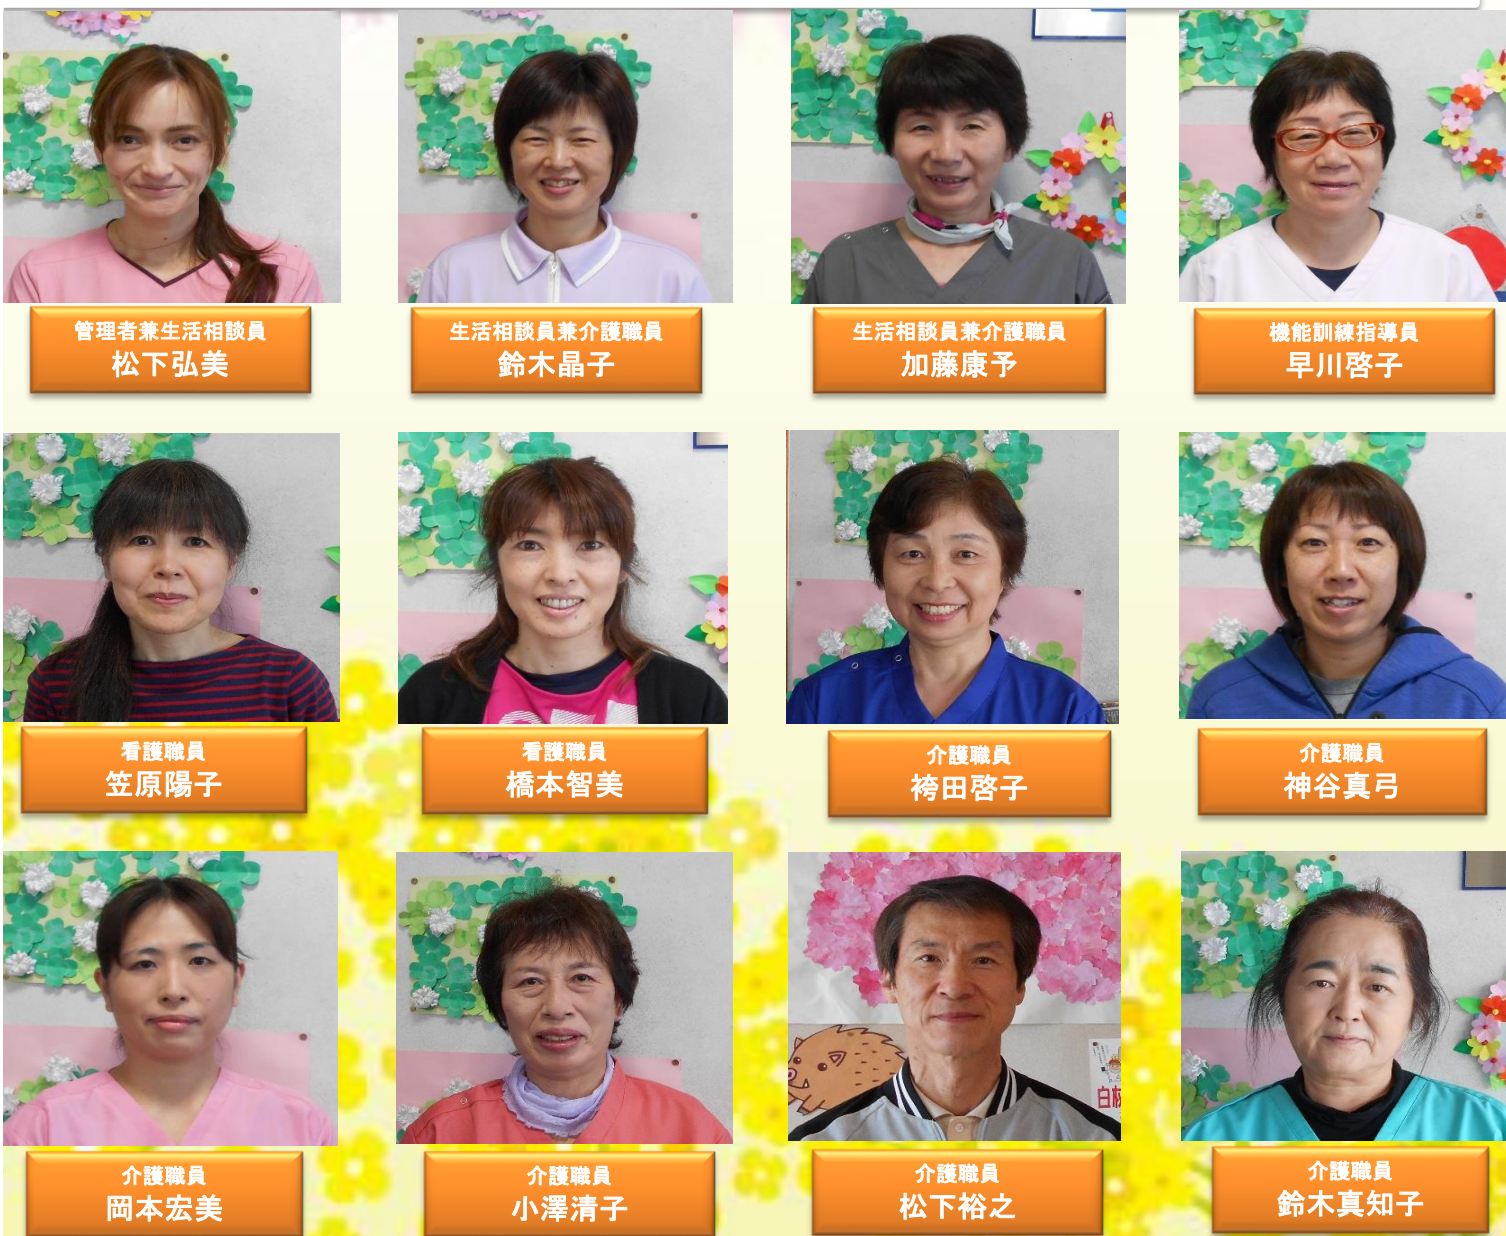 管理者兼生活相談員
松下弘美
生活相談員兼介護職員
鈴木晶子
生活相談員兼介護職員
加藤康予
機能訓練指導員
早川啓子
看護職員
笠原陽子
看護職員
橋本智美
介護職員
袴田啓子
介護職員
神谷真弓
介護職員
岡本宏美
介護職員
小澤清子
介護職員
松下裕之
介護職員
鈴木真知子